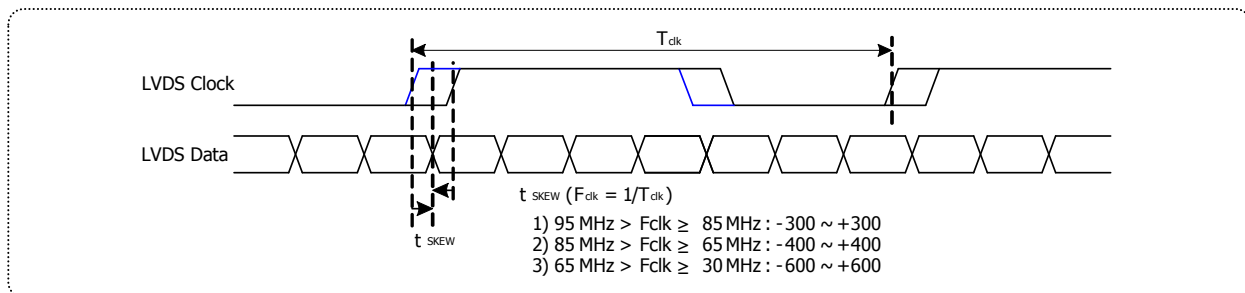 Tclk
LVDS Clock
LVDS Data
t SKEW (Fclk = 1/Tclk)
t SKEW
1) 95 MHz > Fclk ≥ 85 MHz : -300 ~ +300
2) 85 MHz > Fclk ≥ 65 MHz : -400 ~ +400
3) 65 MHz > Fclk ≥ 30 MHz : -600 ~ +600